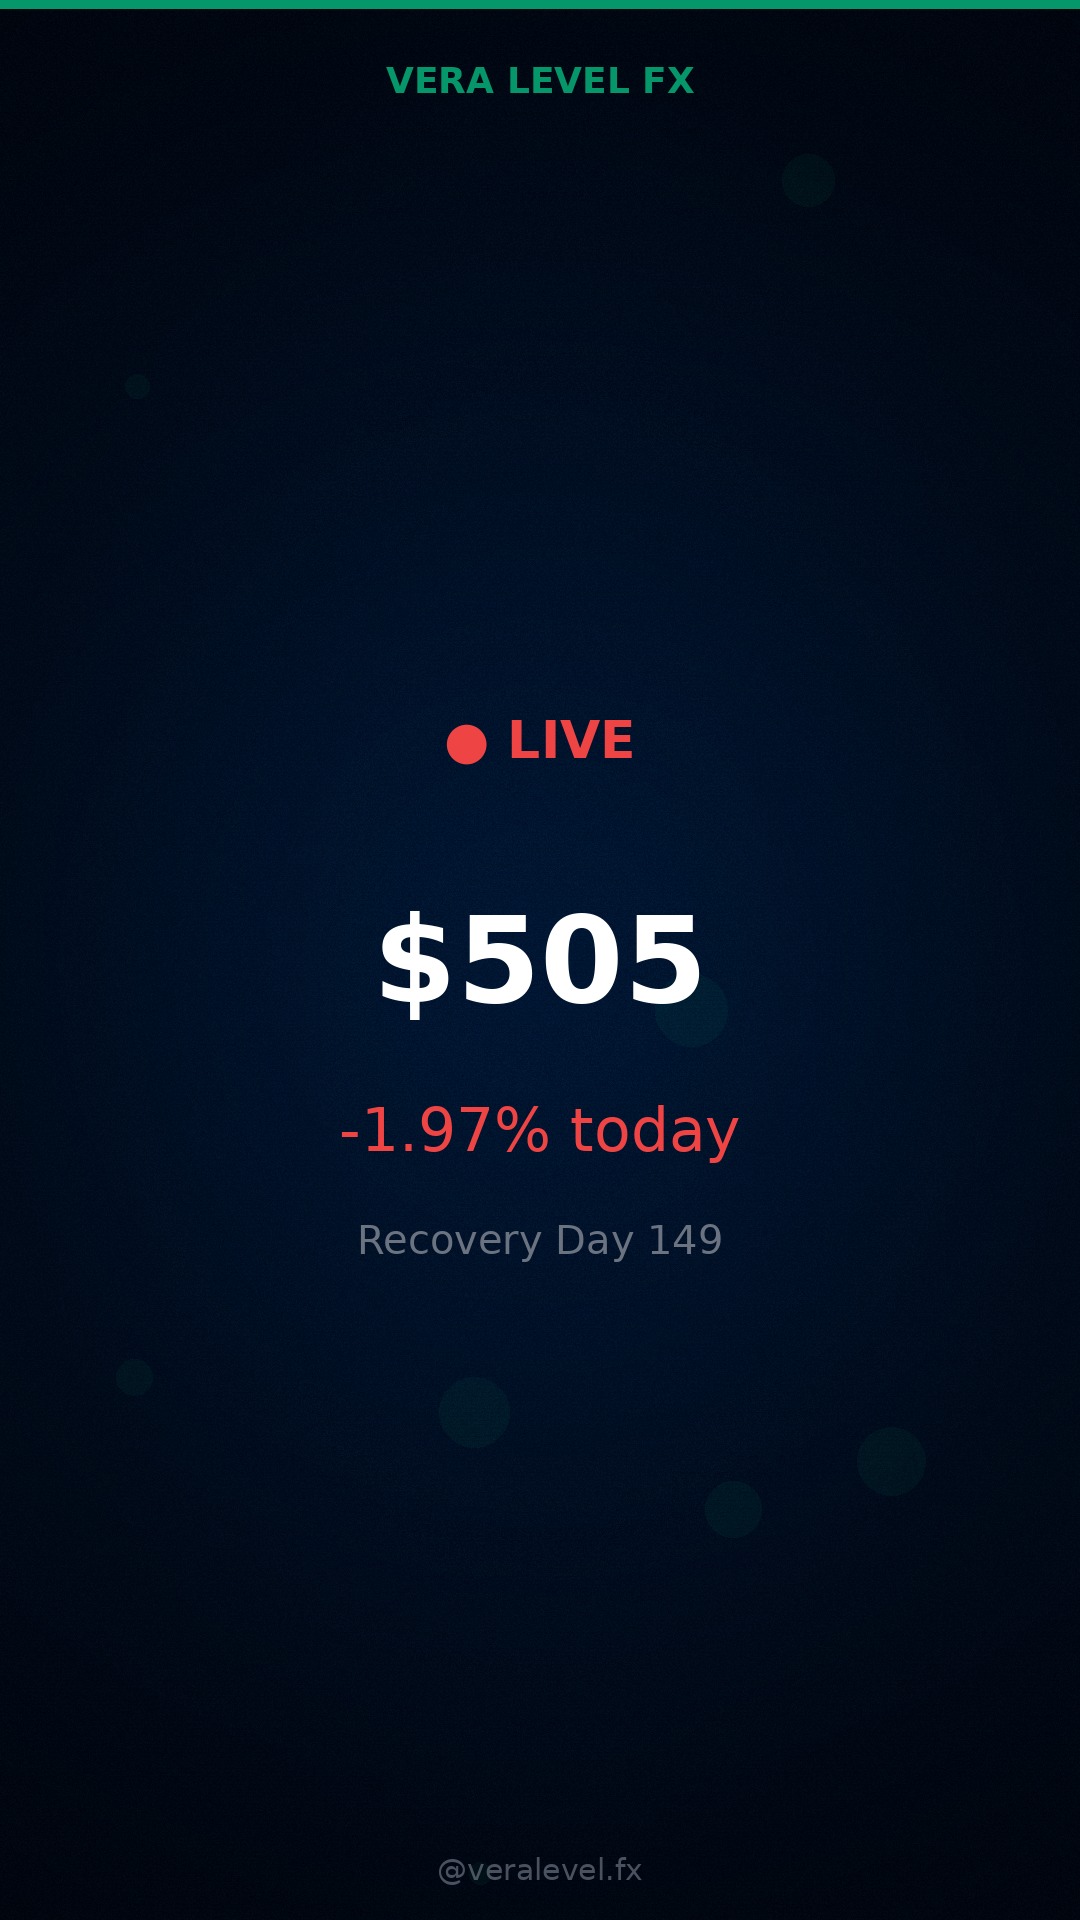 VERA LEVEL FX
● LIVE
$505
-1.97% today
Recovery Day 149
@veralevel.fx